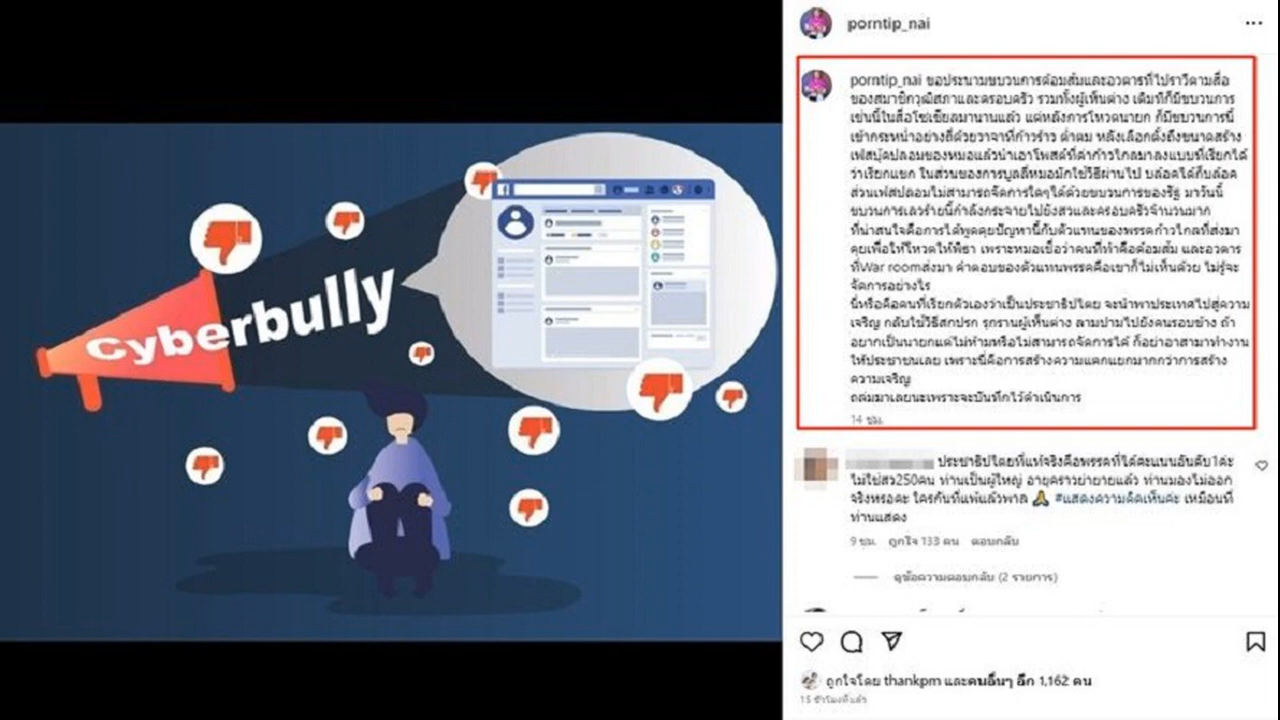 Cyberbully
porntip_nai
porntip_nai ขอประนามขบวนการด้อมส้มและอวตารที่ไปราวีตามสื่อ
ของสมาชิกวุฒิสภาและครอบครัว รวมทั้งผู้เห็นต่าง เดิมทีก็มีขบวนการ
เช่นนี้ในสื่อโซเชียลมานานแล้ว แต่หลังการโหวตนายก ก็มีขบวนการนี้
เข้ากระหน่ำอย่างถี่ด้วยวาจาที่ก้าวร้าว ต่ำตม หลังเลือกตั้งถึงขนาดสร้าง
เฟสบุ๊คปลอมของหมอแล้วนำเอาโพสต์ที่ด่าก้าวไกลมาลงแบบที่เรียกได้
ว่าเรียกแขก ในส่วนของการบูลลี่หมอมักใช้วิธีผ่านไป บล๊อคได้ก็บล๊อค
ส่วนเฟสปลอมไม่สามารถจัดการใดๆได้ด้วยขบวนการของรัฐ มาวันนี้
ขบวนการเลวร้ายนี้กำลังกระจายไปยังสวและครอบครัวจำนวนมาก
ที่น่าสนใจคือการได้พูดคุยปัญหานี้กับตัวแทนของพรรคก้าวไกลที่ส่งมา
คุยเพื่อให้โหวตให้พิธา เพราะหมอเชื่อว่าคนที่ทำคือด้อมส้ม และอวตาร
ที่War roomส่งมา คำตอบของตัวแทนพรรคคือเขาก็ไม่เห็นด้วย ไม่รู้จะ
จัดการอย่างไร
นี่หรือคือคนที่เรียกตัวเองว่าเป็นประชาธิปไตย จะนำพาประเทศไปสู่ความ
เจริญ กลับใช้วิธีสกปรก รุกรานผู้เห็นต่าง ลามปามไปยังคนรอบข้าง ถ้า
อยากเป็นนายกแต่ไม่ห้ามหรือไม่สามารถจัดการได้ ก็อย่าอาสามาทำงาน
ให้ประชาชนเลย เพราะนี่คือการสร้างความแตกแยกมากกว่าการสร้าง
ความเจริญ
ถล่มมาเลยนะเพราะจะบันทึกไว้ดำเนินการ
14 ชม.
ประชาธิปไตยที่แท้จริงคือพรรคที่ได้คะแนนอันดับ1ค่ะ
ไม่ใช่สว250คน ท่านเป็นผู้ใหญ่ อายุคราวย่ายายแล้ว ท่านมองไม่ออก
จริงหรอคะ ใครกันที่แพ้แล้วพาล 🙏 #แสดงความคิดเห็นค่ะ เหมือนที่
ท่านแสดง
9 ชม. ถูกใจ 133 คน ตอบกลับ
ดูข้อความตอบกลับ (2 รายการ)
ถูกใจโดย thankpm และคนอื่นๆ อีก 1,162 คน
15 ชั่วโมงที่แล้ว